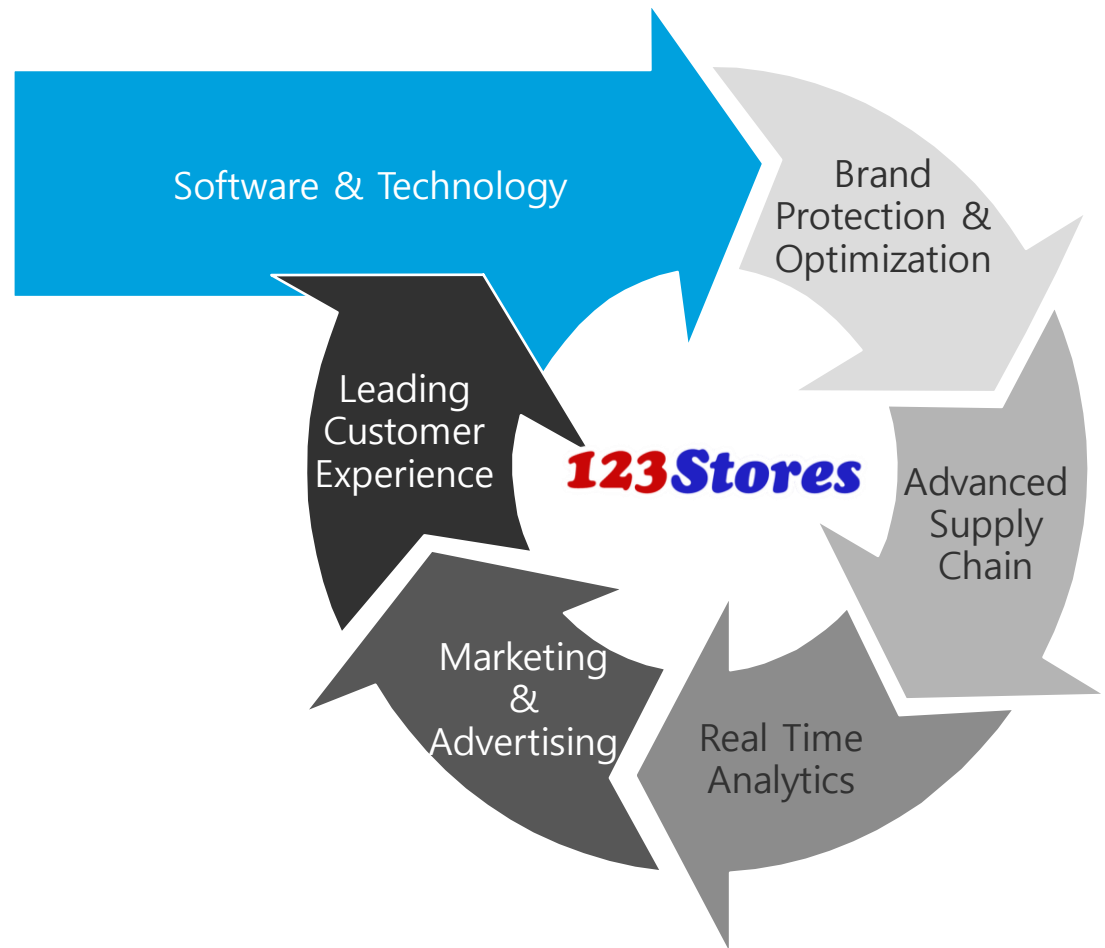 Software & Technology
Brand
Protection &
Optimization
Leading
Customer
Experience
123Stores
Advanced
Supply
Chain
Marketing
&
Advertising
Real Time
Analytics